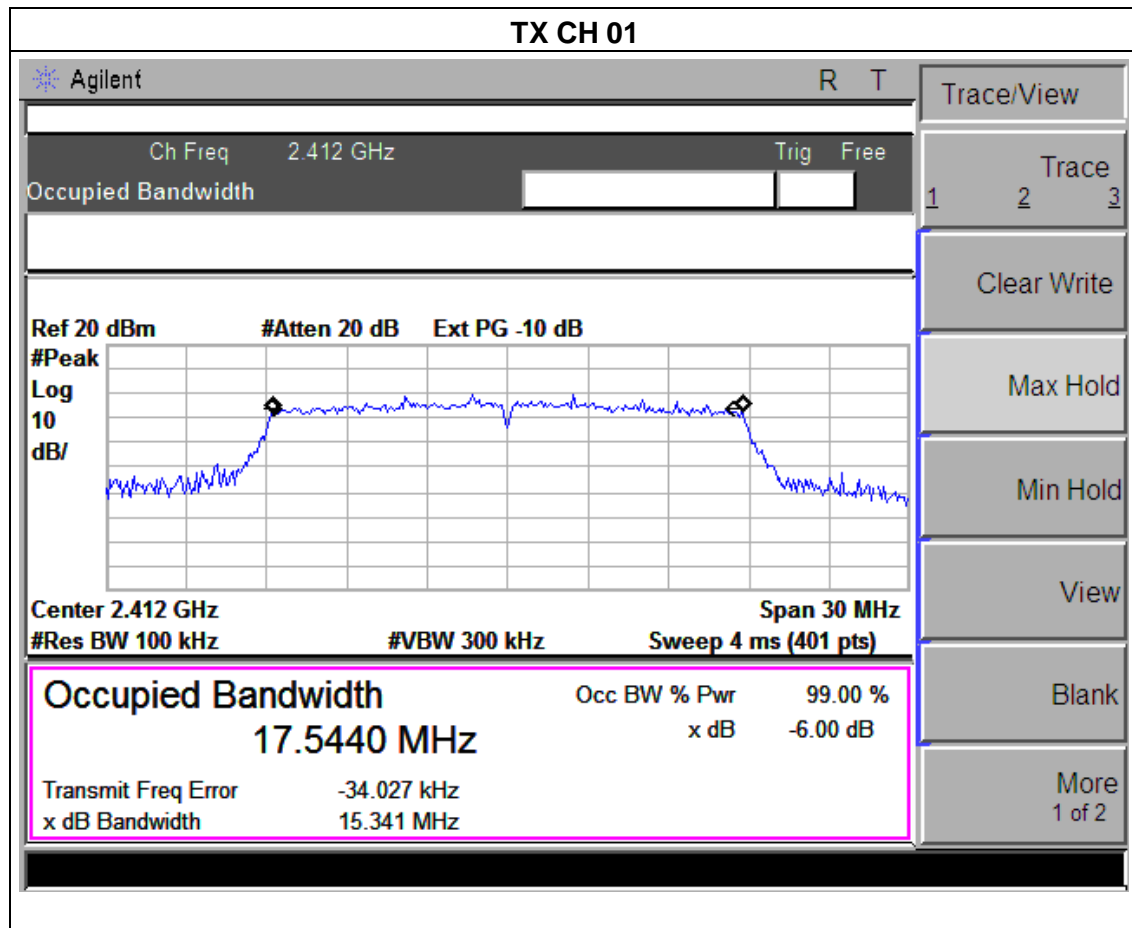 TX CH 01
Agilent R T
Trace/View
Ch Freq 2.412 GHz Trig Free
Occupied Bandwidth
Trace
1 2 3
Clear Write
Max Hold
Min Hold
View
Blank
More
1 of 2
Ref 20 dBm #Atten 20 dB Ext PG -10 dB
#Peak
Log
10
dB/
Center 2.412 GHz Span 30 MHz
#Res BW 100 kHz #VBW 300 kHz Sweep 4 ms (401 pts)
Occupied Bandwidth Occ BW % Pwr 99.00 %
17.5440 MHz x dB -6.00 dB
Transmit Freq Error -34.027 kHz
x dB Bandwidth 15.341 MHz